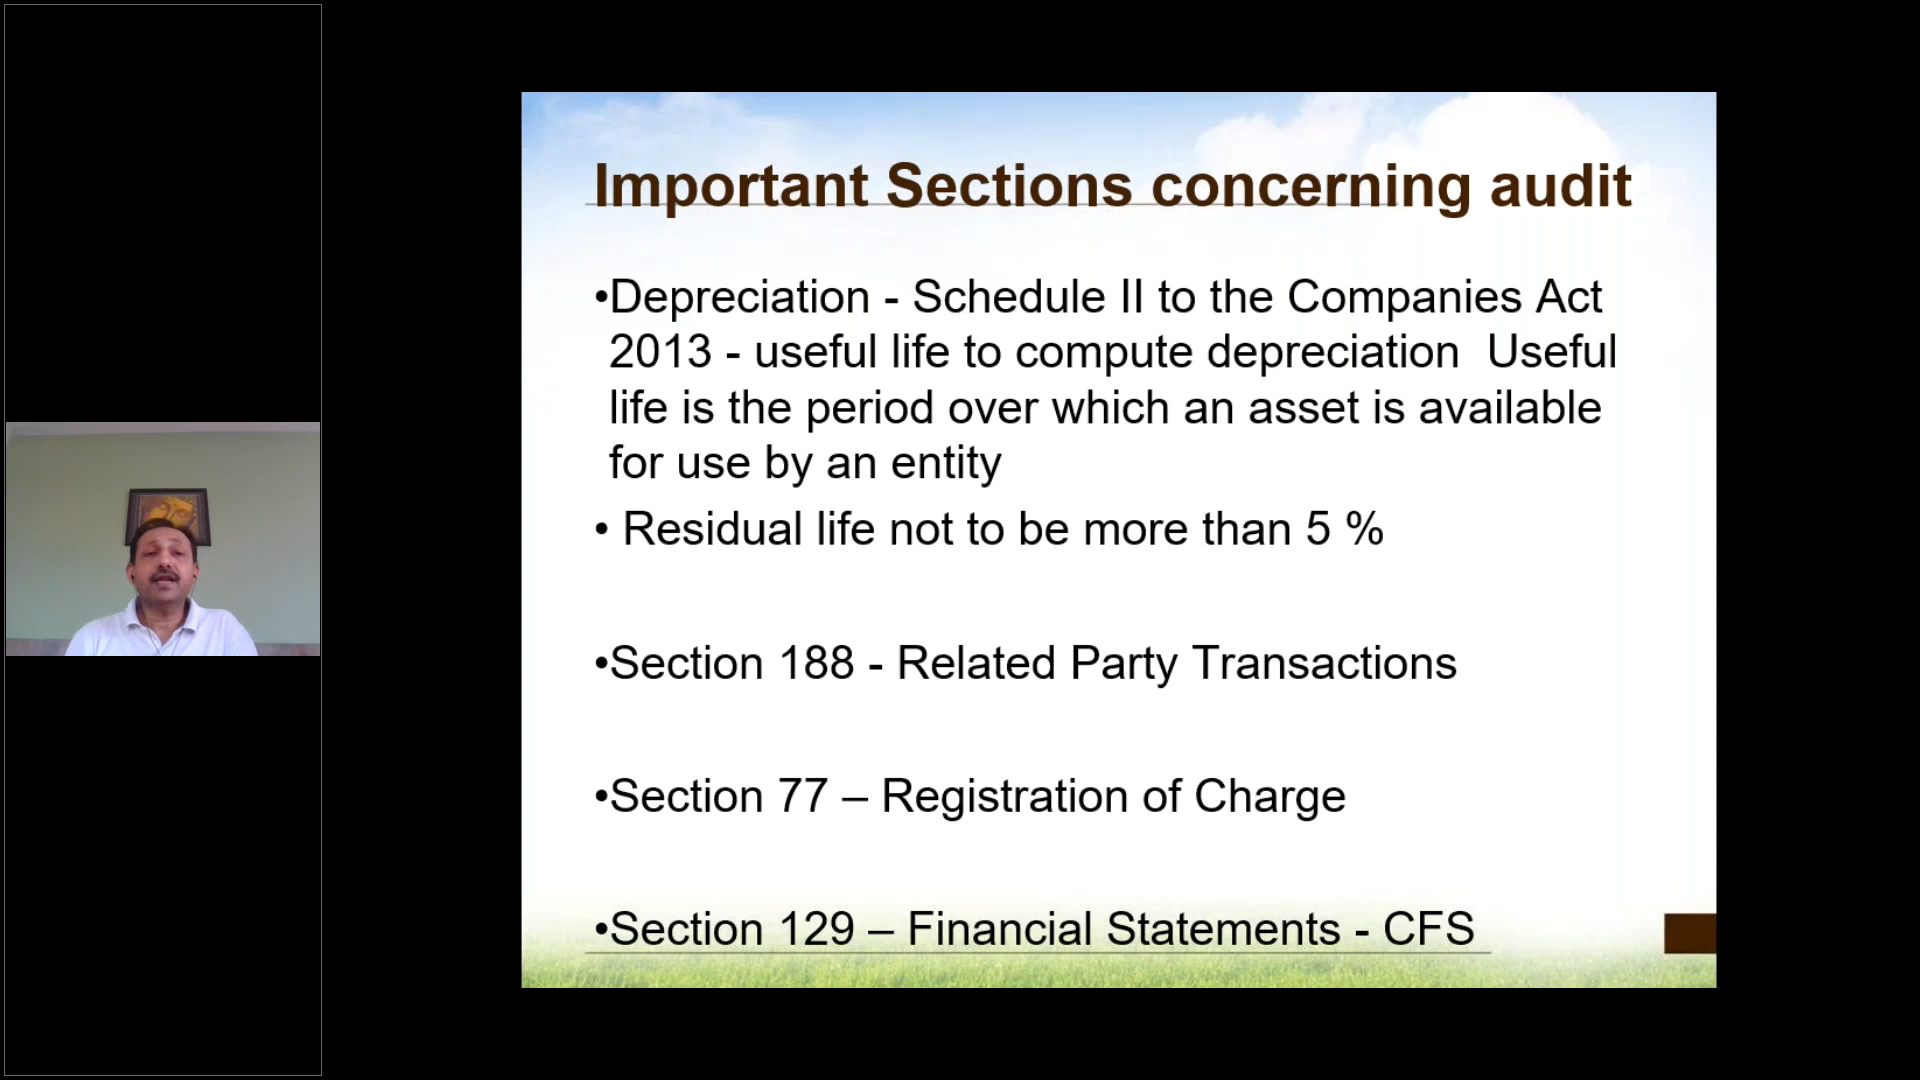 Important Sections concerning audit
•Depreciation - Schedule II to the Companies Act
2013 - useful life to compute depreciation  Useful
life is the period over which an asset is available
for use by an entity
• Residual life not to be more than 5 %
•Section 188 - Related Party Transactions
•Section 77 – Registration of Charge
•Section 129 – Financial Statements - CFS